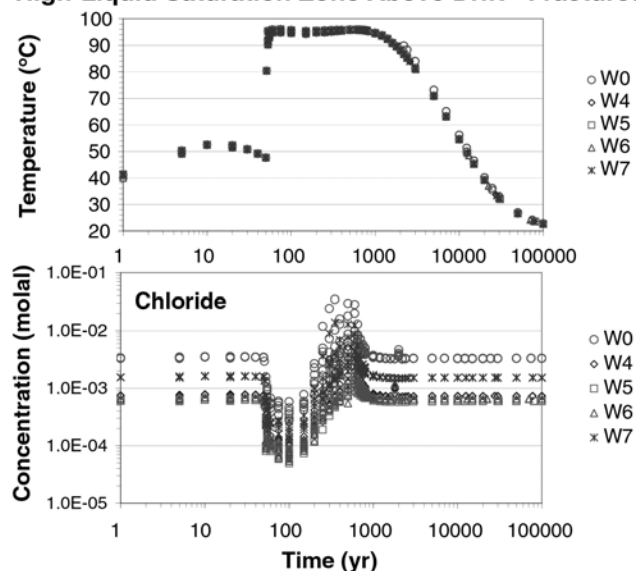 High-Liquid Saturation Zone Above Drift - Fractures
Temperature (°C)
100
90
80
70
60
50
40
30
20
1
10
100
1000
10000
100000
W0
W4
W5
W6
W7
Concentration (molal)
Chloride
1.0E-01
1.0E-02
1.0E-03
1.0E-04
1.0E-05
1
10
100
1000
10000
100000
Time (yr)
W0
W4
W5
W6
W7